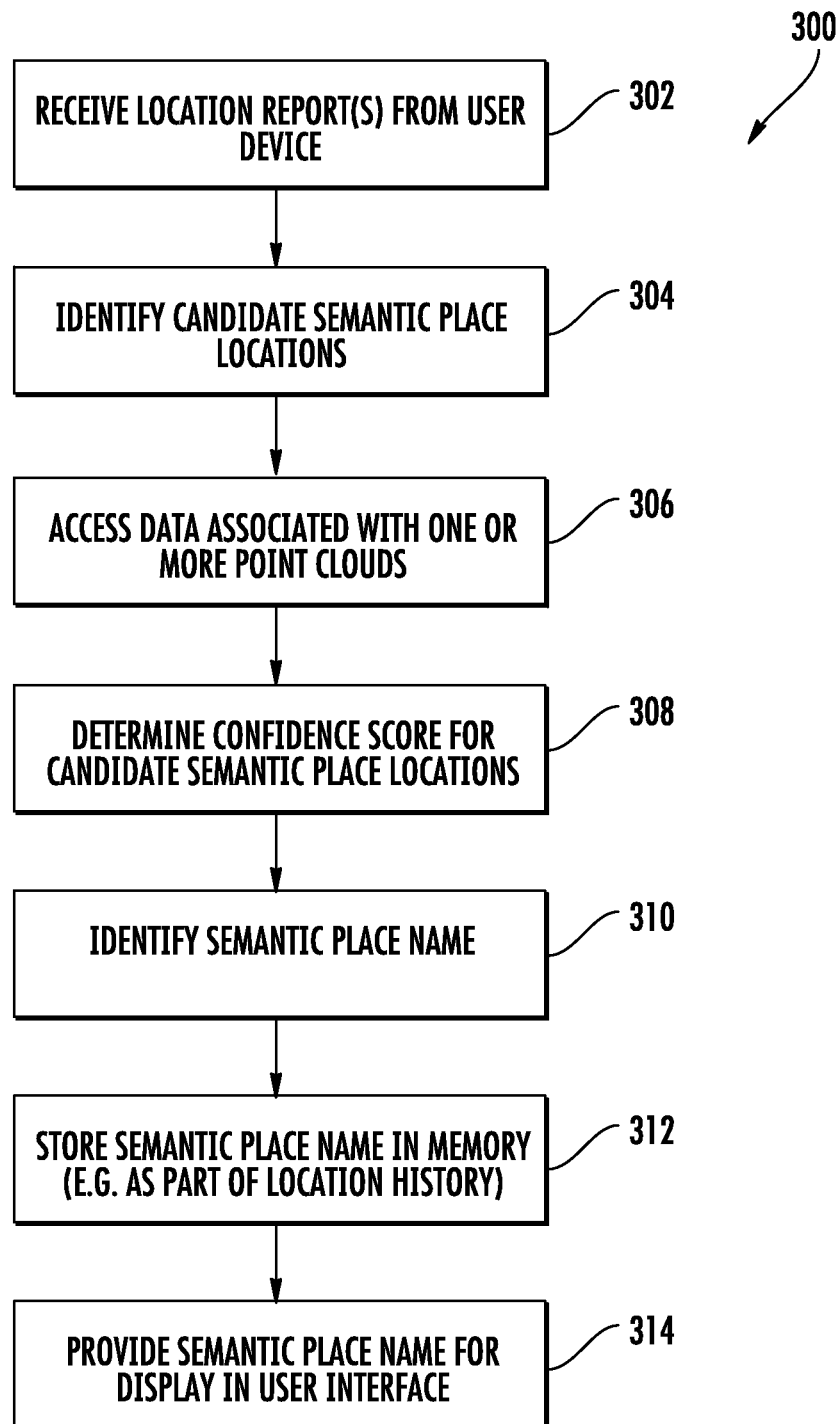 300
RECEIVE LOCATION REPORT(S) FROM USER
DEVICE
302
IDENTIFY CANDIDATE SEMANTIC PLACE
LOCATIONS
304
ACCESS DATA ASSOCIATED WITH ONE OR
MORE POINT CLOUDS
306
DETERMINE CONFIDENCE SCORE FOR
CANDIDATE SEMANTIC PLACE LOCATIONS
308
IDENTIFY SEMANTIC PLACE NAME
310
STORE SEMANTIC PLACE NAME IN MEMORY
(E.G. AS PART OF LOCATION HISTORY)
312
PROVIDE SEMANTIC PLACE NAME FOR
DISPLAY IN USER INTERFACE
314